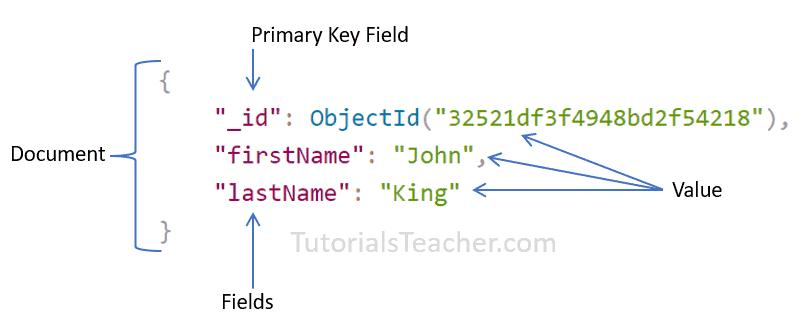 Primary Key Field
{
"_id": ObjectId("32521df3f4948bd2f54218"),
Document
"firstName": "John",
Value
"lastName": "King"
}
TutorialsTeacher.com
Fields